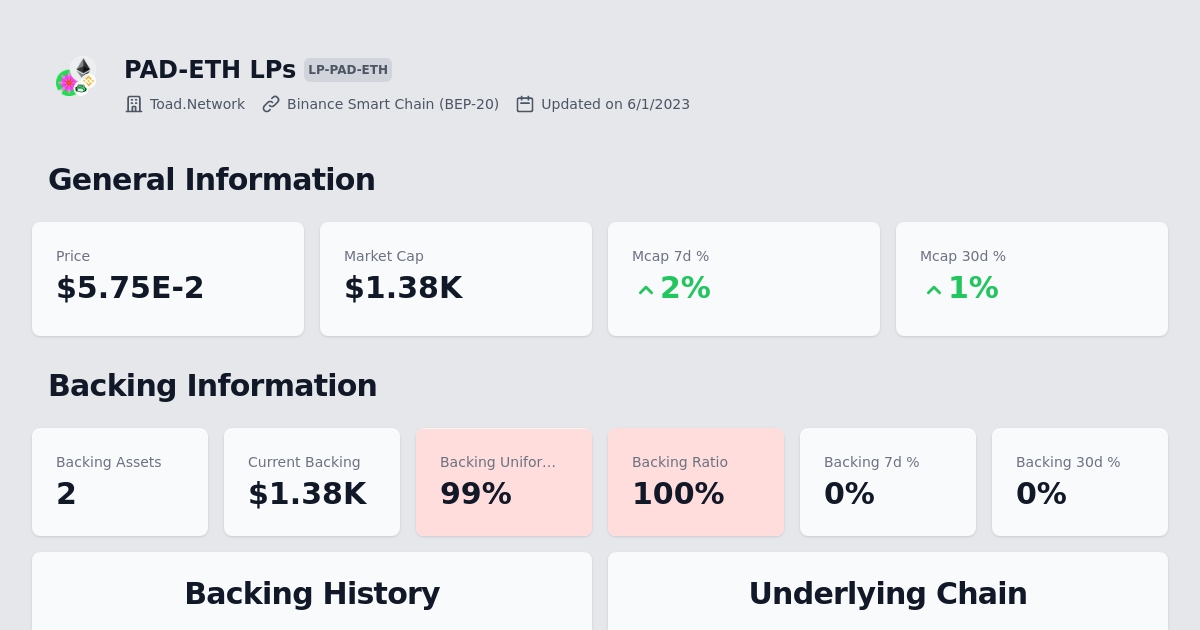 PAD-ETH LPs LP-PAD-ETH
Toad.Network Binance Smart Chain (BEP-20) Updated on 6/1/2023
General Information
Price Market Cap Mcap 7d % Mcap 30d %
$5.75E-2 $1.38K 2% 1%
Backing Information
Backing Assets Current Backing Backing Unifor... Backing Ratio Backing 7d % Backing 30d %
2 $1.38K 99% 100% 0% 0%
Backing History Underlying Chain